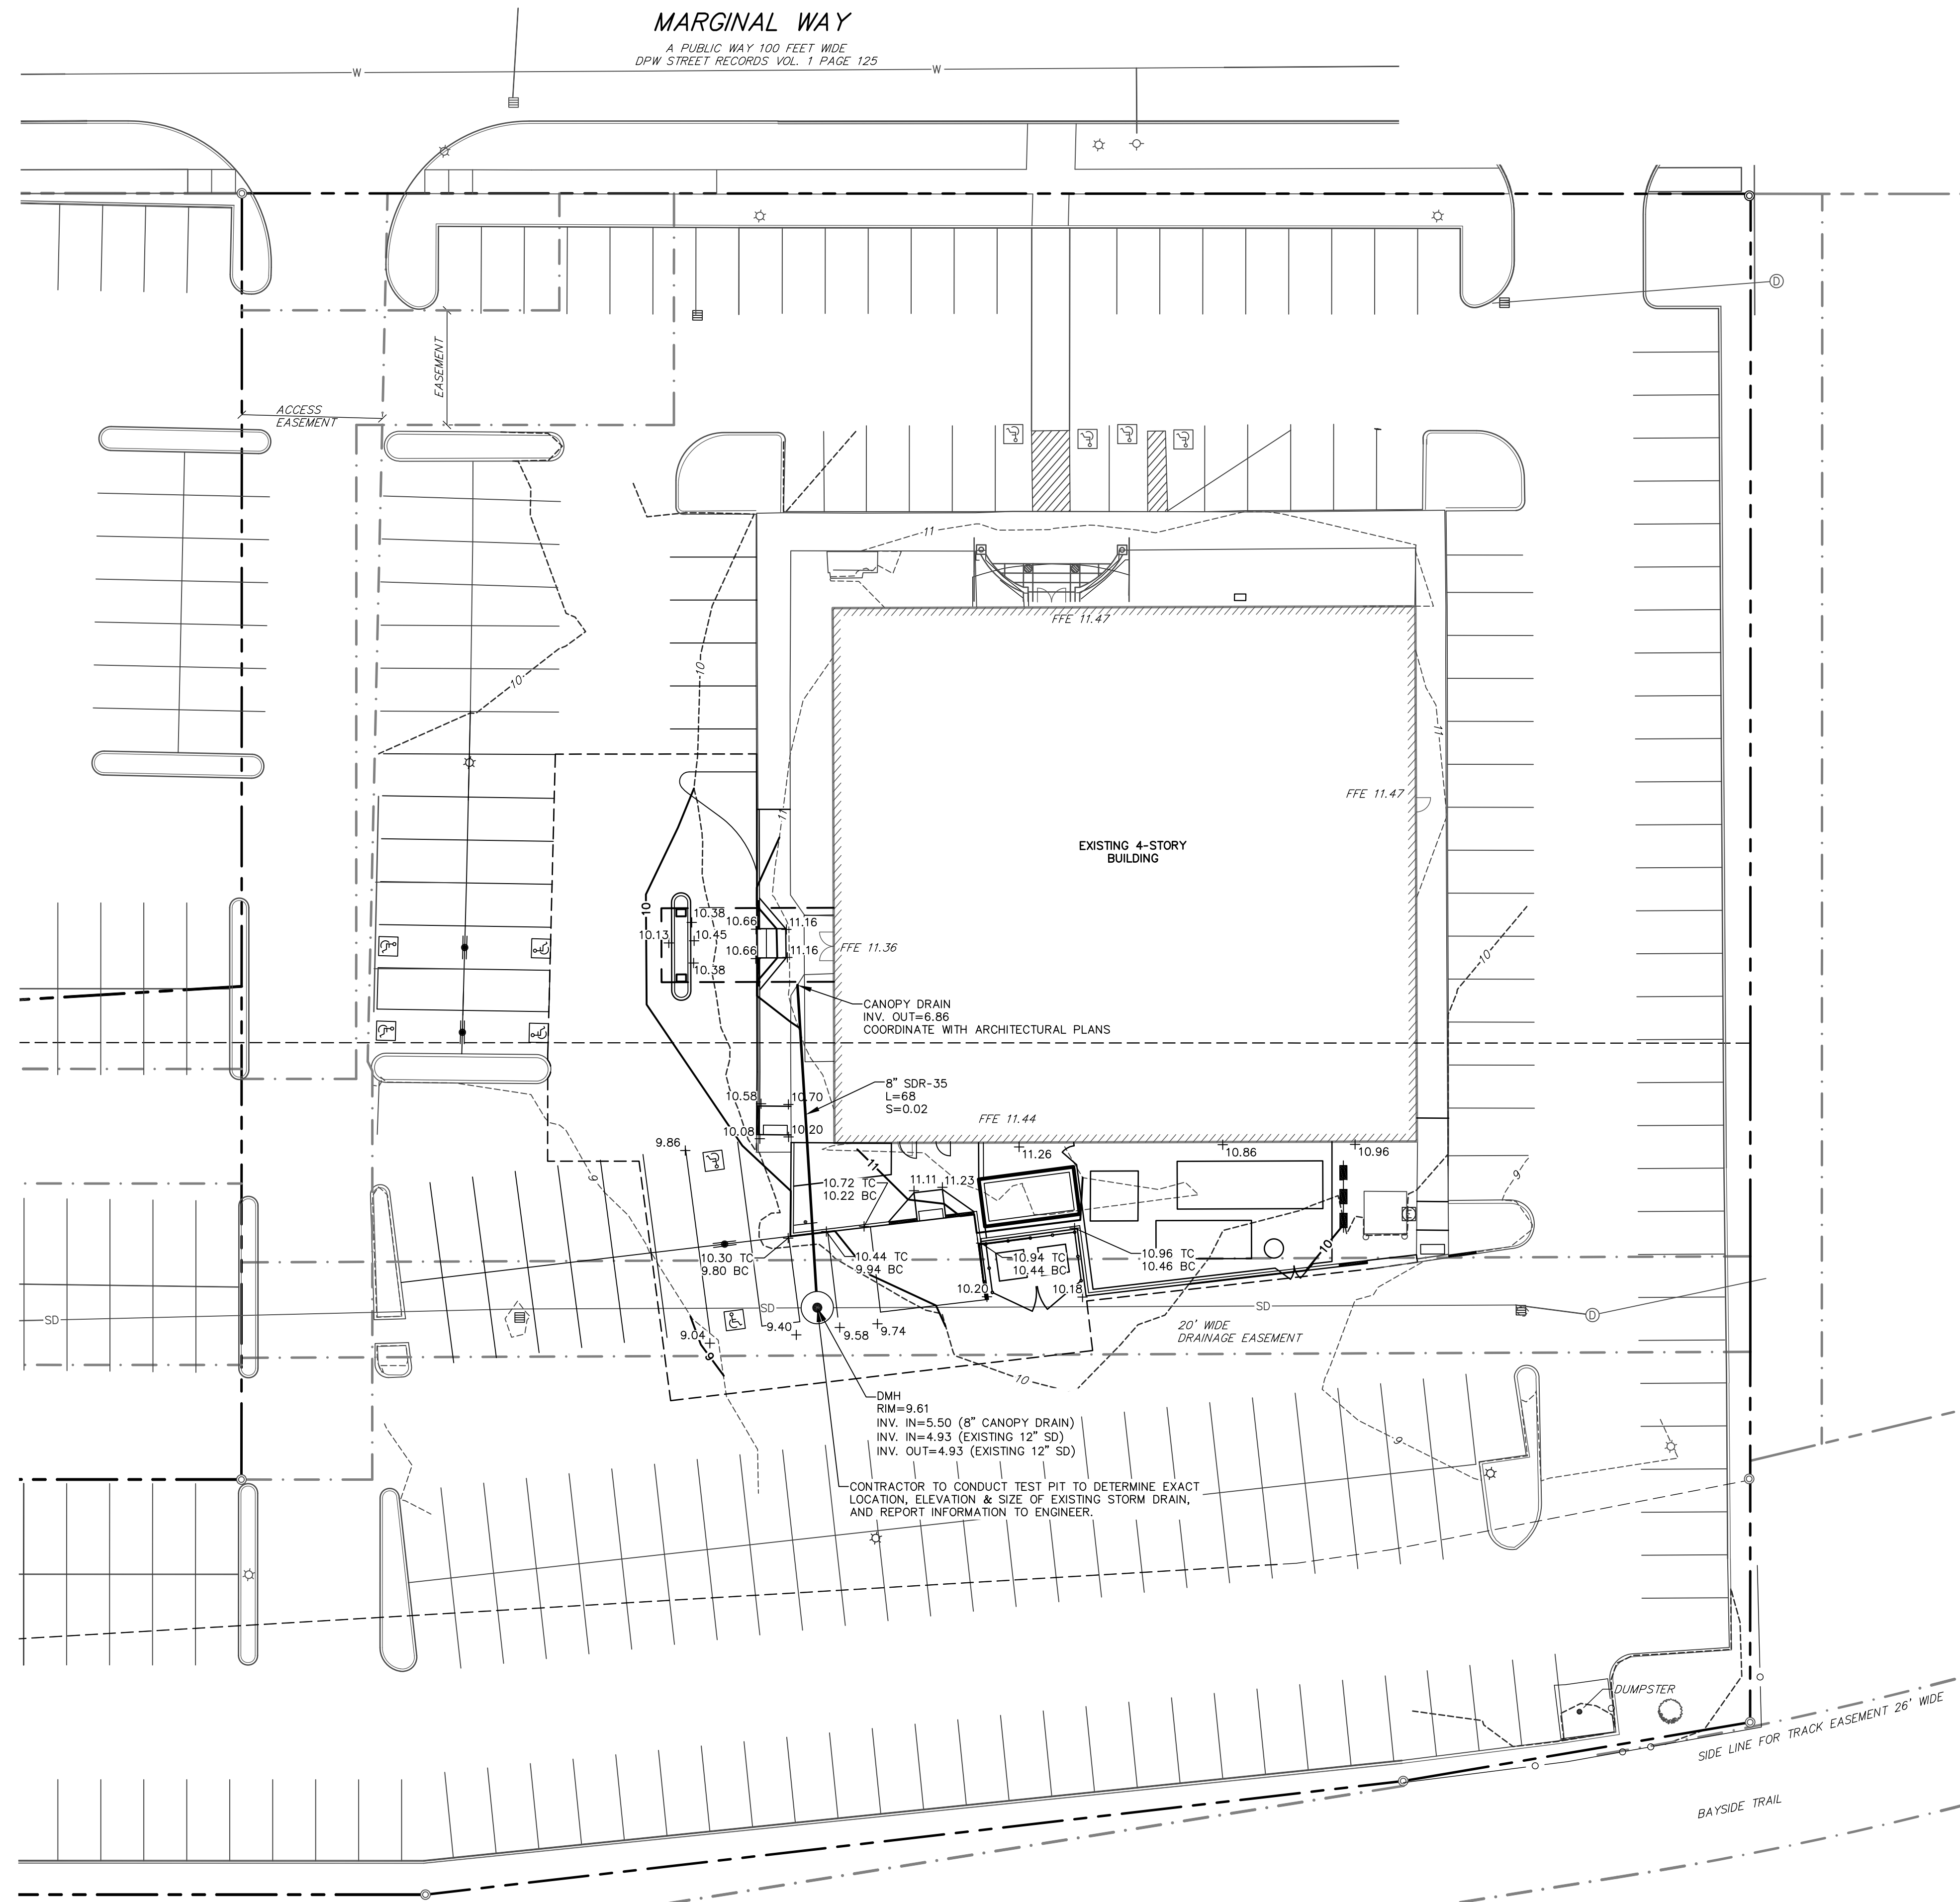 MARGINAL WAY
A PUBLIC WAY 100 FEET WIDE
DPW STREET RECORDS VOL. 1 PAGE 125
W
W
D
EASEMENT
ACCESS
EASEMENT
11
FFE 11.47
10
10
11
FFE 11.47
11
EXISTING 4-STORY
BUILDING
10
10.38
10.66
11.16
10.13
10.45
10.66
11.16
FFE 11.36
10
10.38
CANOPY DRAIN
INV. OUT=6.86
COORDINATE WITH ARCHITECTURAL PLANS
8" SDR-35
L=68
S=0.02
10.58
10.70
FFE 11.44
10.08
10.20
9.86
11.26
10.86
10.96
11
9
9
10.72 TC
10.22 BC
11.11
11.23
E
10.30 TC
9.80 BC
10.44 TC
9.94 BC
10.94 TC
10.44 BC
10.96 TC
10.46 BC
10
10.20
10.18
SD
SD
SD
D
9.04
9.40
9.58
9.74
20' WIDE
DRAINAGE EASEMENT
9
10
DMH
RIM=9.61
INV. IN=5.50 (8" CANOPY DRAIN)
INV. IN=4.93 (EXISTING 12" SD)
INV. OUT=4.93 (EXISTING 12" SD)
9
CONTRACTOR TO CONDUCT TEST PIT TO DETERMINE EXACT
LOCATION, ELEVATION & SIZE OF EXISTING STORM DRAIN,
AND REPORT INFORMATION TO ENGINEER.
DUMPSTER
SIDE LINE FOR TRACK EASEMENT 26' WIDE
BAYSIDE TRAIL